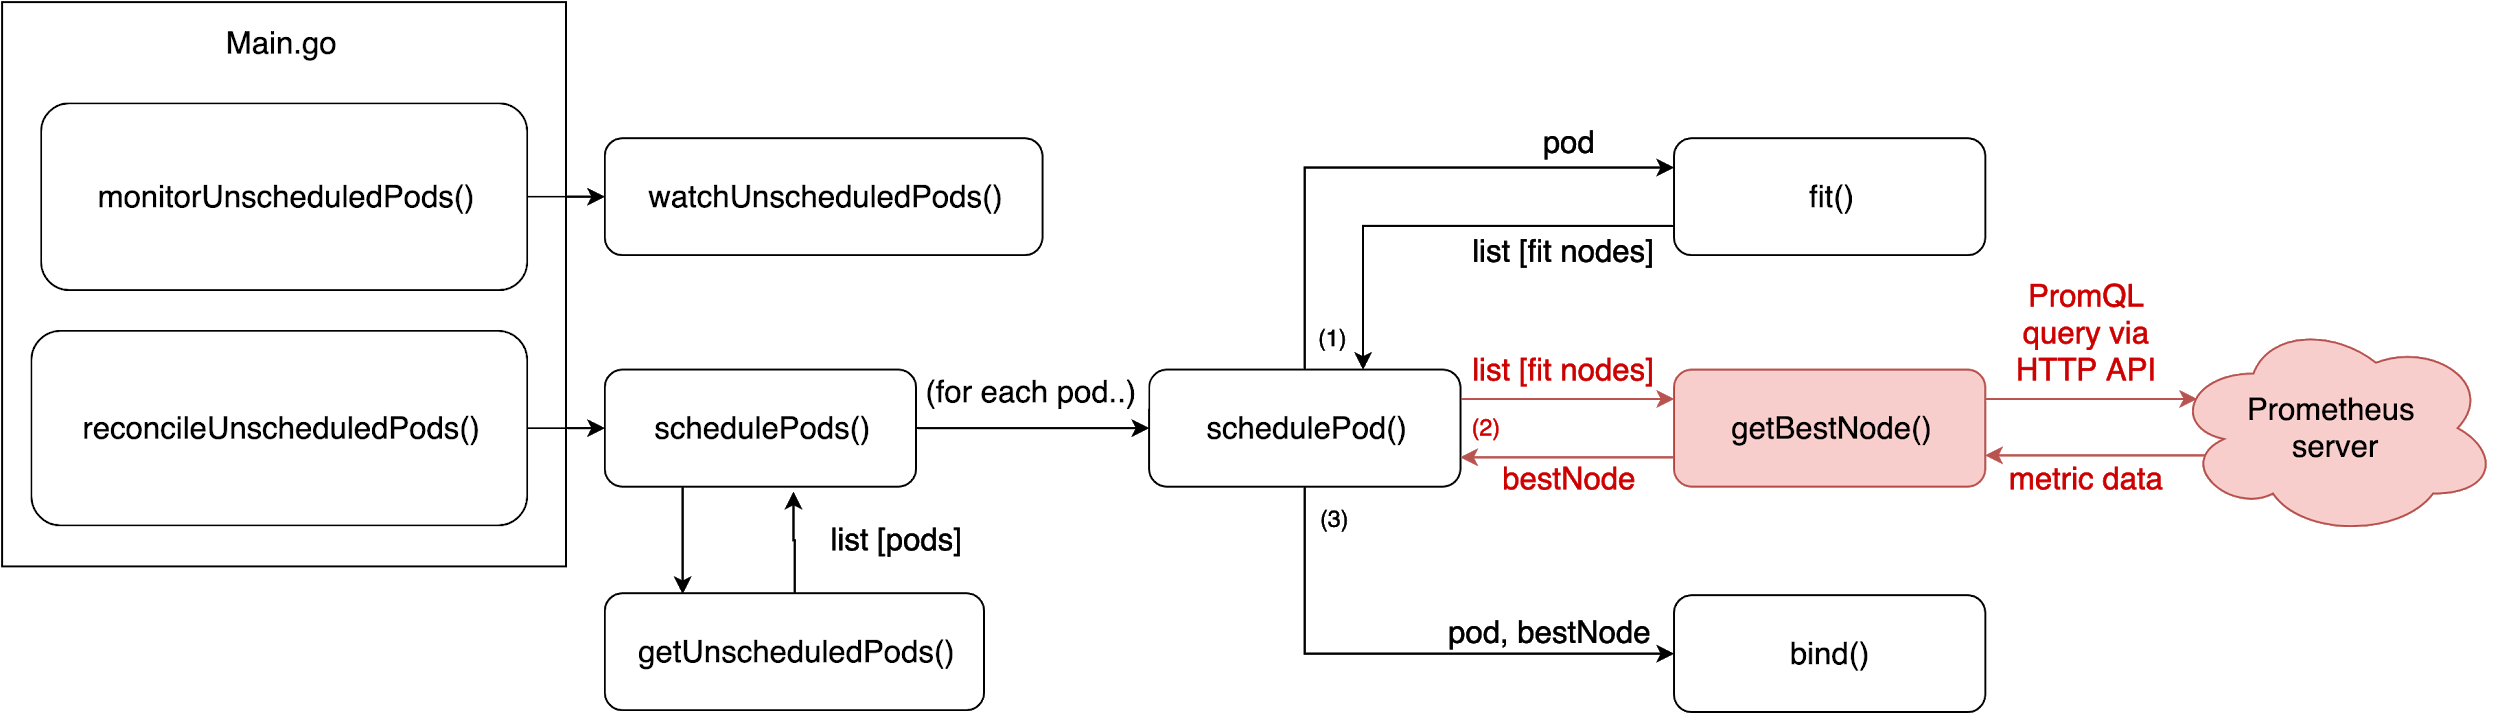 Main.go
monitorUnscheduledPods()
watchUnscheduledPods()
pod
fit()
list [fit nodes]
(1)
reconcileUnscheduledPods()
schedulePods()
(for each pod..)
schedulePod()
list [fit nodes]
(2)
bestNode
getBestNode()
PromQL
query via
HTTP API
metric data
Prometheus
server
list [pods]
getUnscheduledPods()
(3)
pod, bestNode
bind()